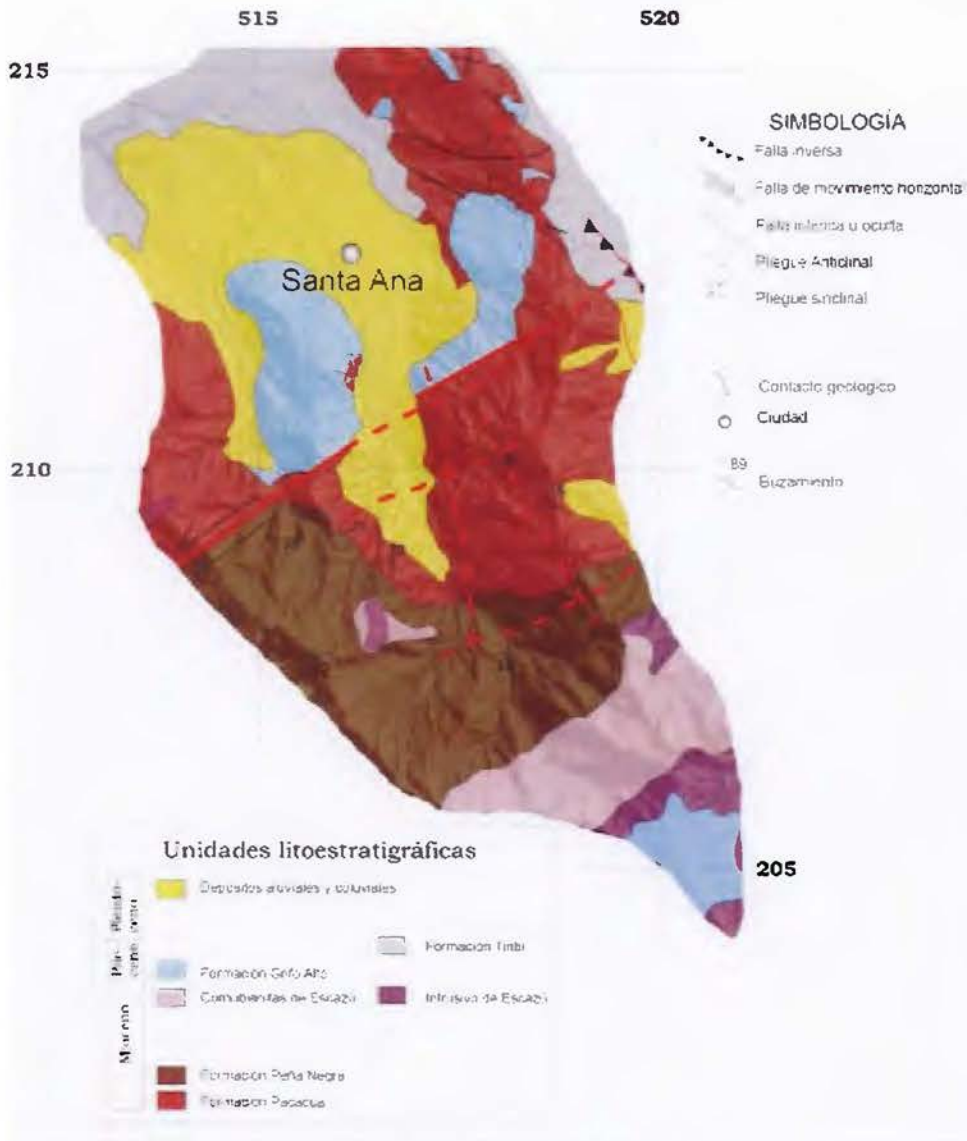 515
520
215
SIMBOLOGÍA
Falla inversa
Falla de movimiento horizontal
Falla inferida u oculta
Pliegue Anticlinal
Pliegue sinclinal
Santa Ana
Contacto geologico
Ciudad
210
89
Buzamiento
205
Unidades litoestratigráficas
Depositos aluviales y coluviales
Formación Tiribí
Formación Grifo Alto
Cornubianitas de Escazú
Intrusivo de Escazú
Mioceno
Formación Peña Negra
Formación Pacacua